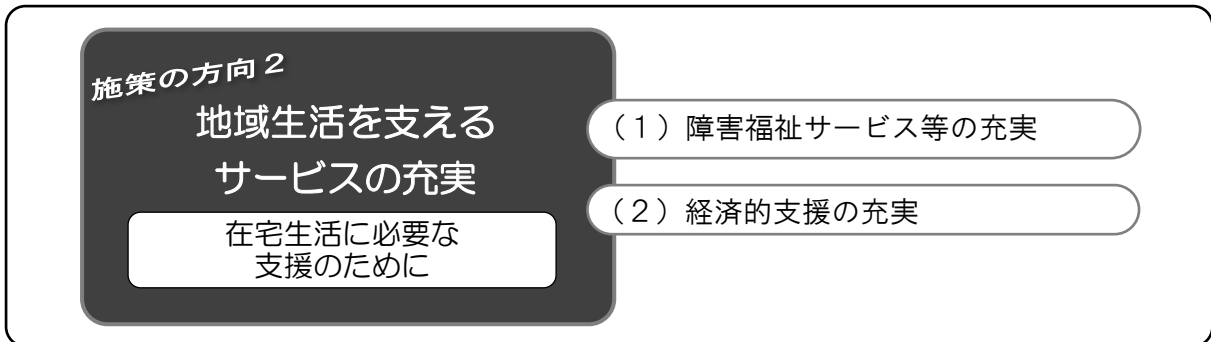 施策の方向２
地域生活を支える
サービスの充実
在宅生活に必要な
支援のために
（１）障害福祉サービス等の充実
（２）経済的支援の充実